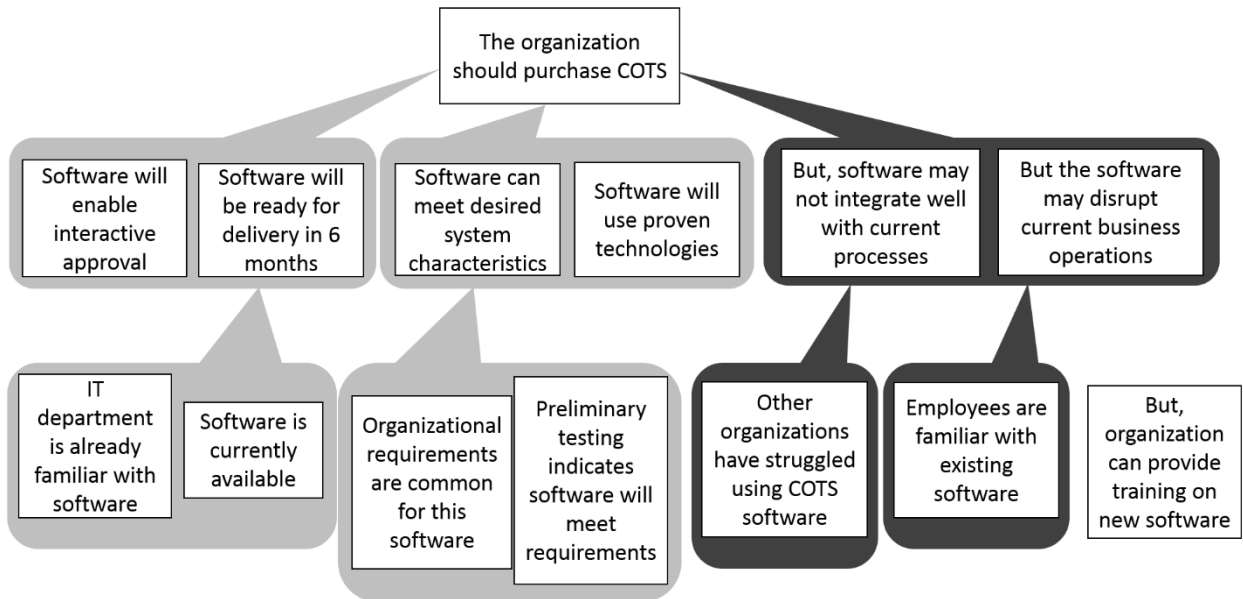 The organization
should purchase COTS
Software will
enable
interactive
approval
Software will
be ready for
delivery in 6
months
Software can
meet desired
system
characteristics
Software will
use proven
technologies
But, software may
not integrate well
with current
processes
But the software
may disrupt
current business
operations
IT
department
is already
familiar with
software
Software is
currently
available
Organizational
requirements
are common
for this
software
Preliminary
testing
indicates
software will
meet
requirements
Other
organizations
have struggled
using COTS
software
Employees are
familiar with
existing
software
But,
organization
can provide
training on
new software